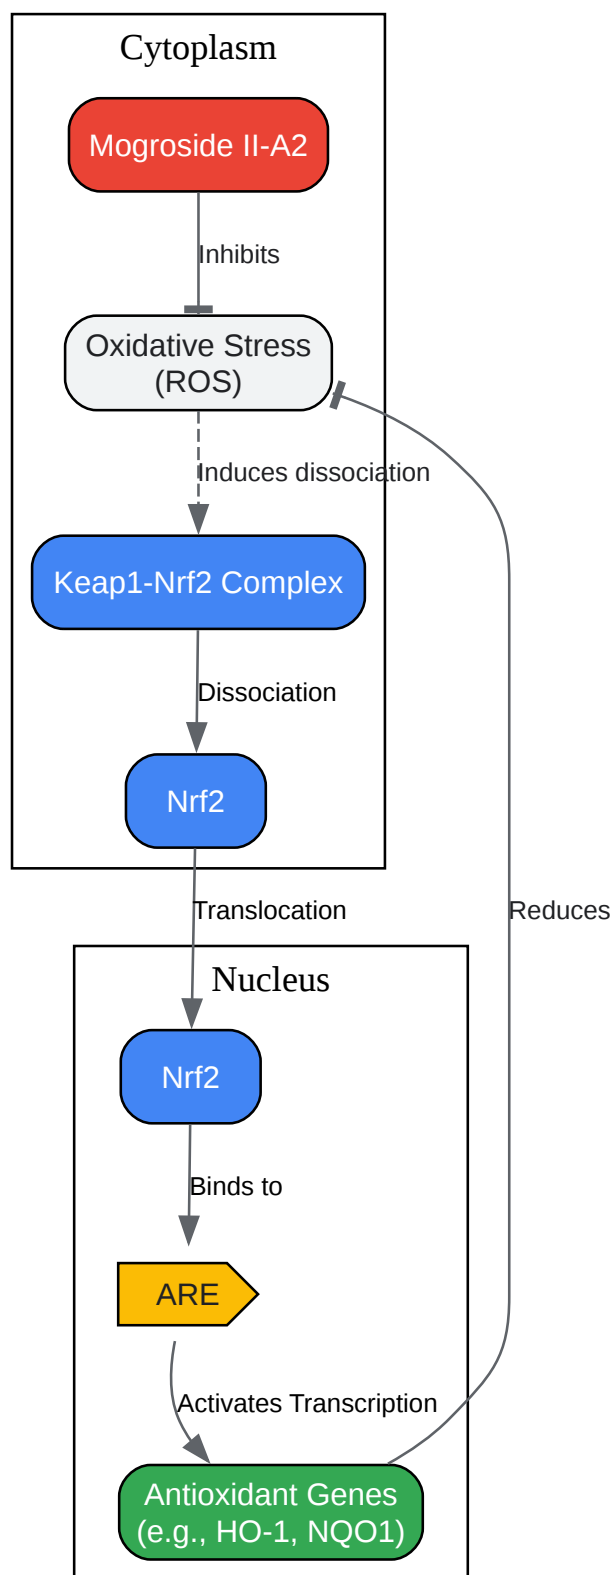 Cytoplasm
Mogroside II-A2
Inhibits
Oxidative Stress
(ROS)
Induces dissociation
Keap1-Nrf2 Complex
Dissociation
Nrf2
Translocation
Reduces
Nucleus
Nrf2
Binds to
ARE
Activates Transcription
Antioxidant Genes
(e.g., HO-1, NQO1)